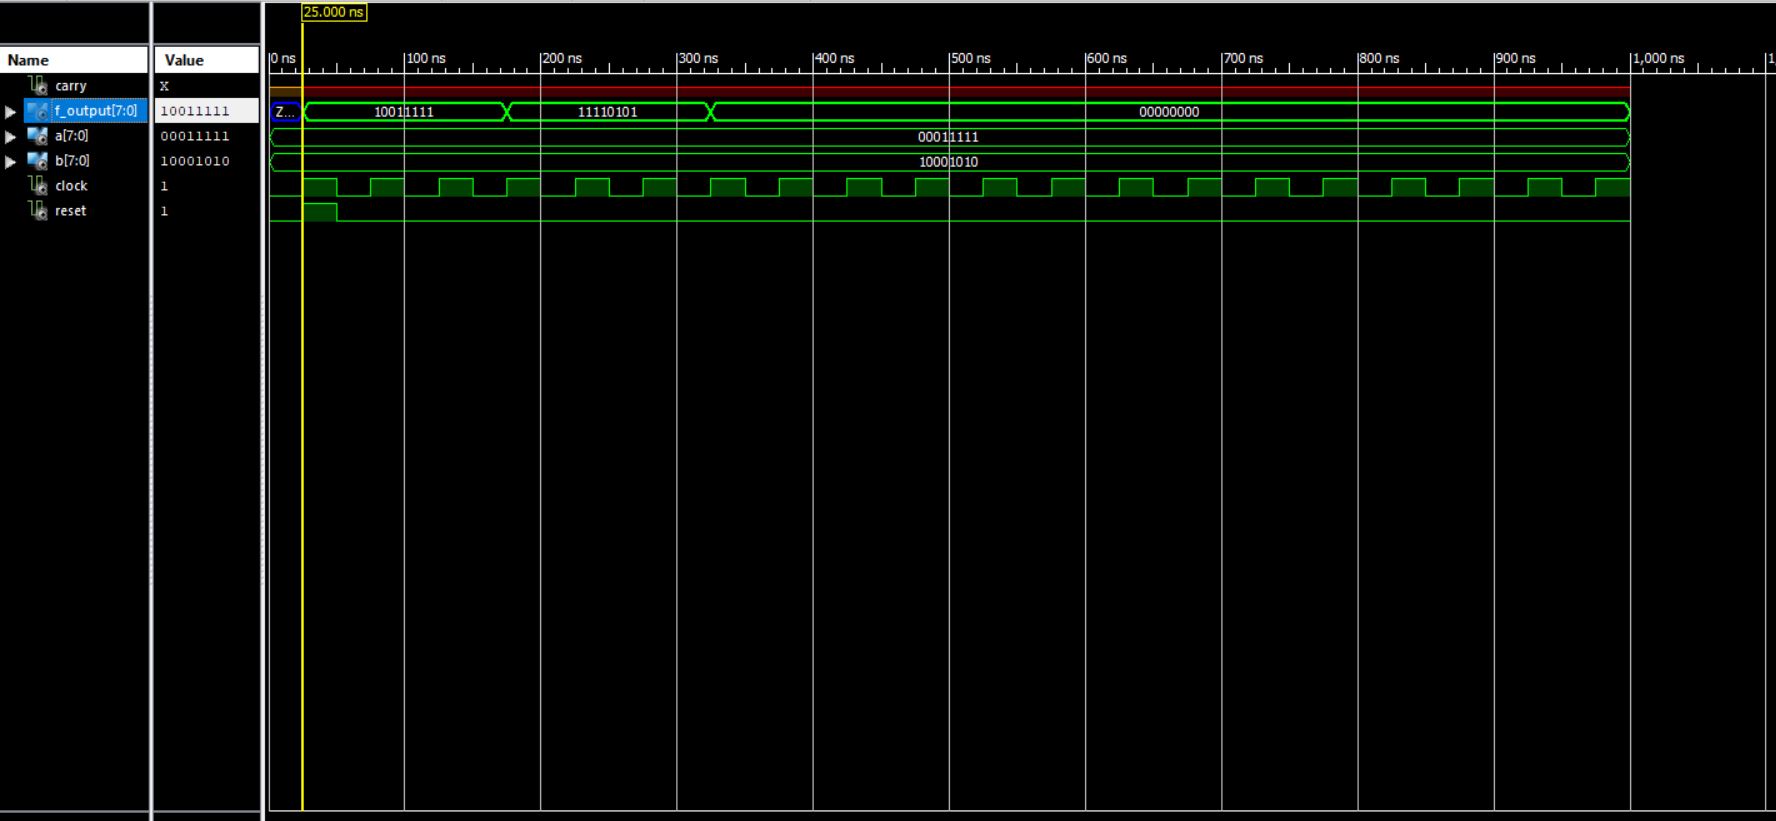 25.000 ns
Name Value 0 ns 100 ns 200 ns 300 ns 400 ns 500 ns 600 ns 700 ns 800 ns 900 ns 1,000 ns 1,
carry X
f_output[7:0] 10011111 Z... 10011111 11110101 00000000
a[7:0] 00011111 00011111
b[7:0] 10001010 10001010
clock 1
reset 1